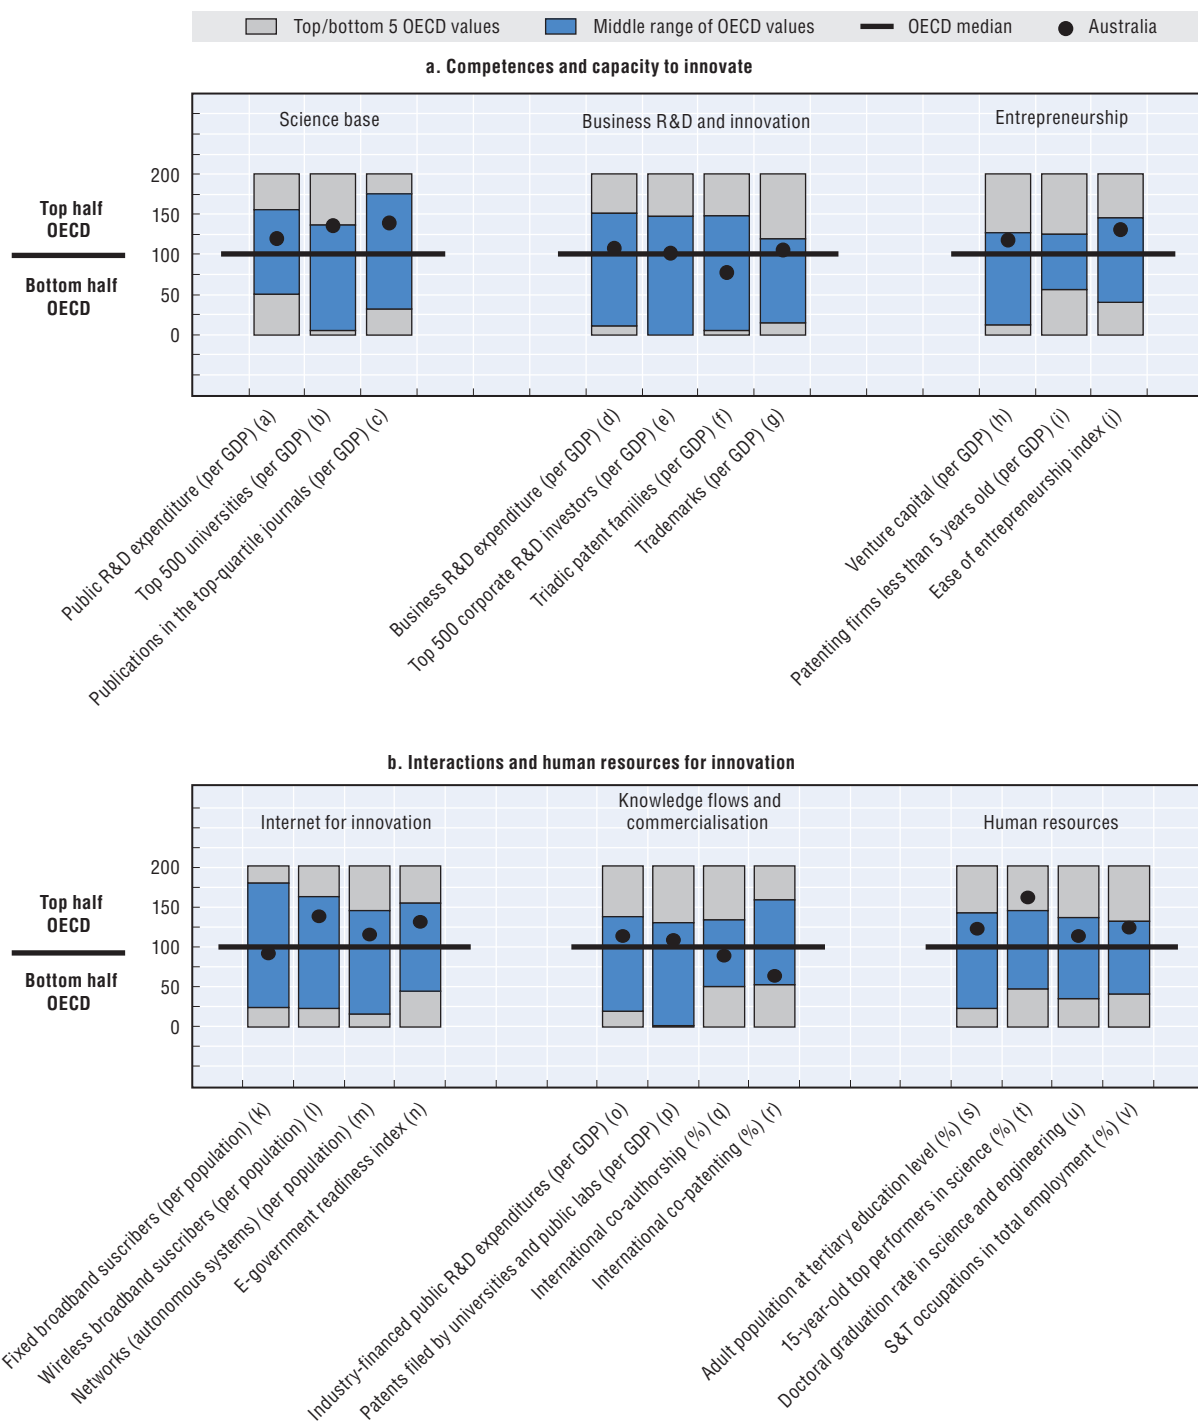 Top/bottom 5 OECD values Middle range of OECD values OECD median Australia
a. Competences and capacity to innovate
Science base Business R&D and innovation Entrepreneurship
200
150
100
50
0
Top half
OECD
Bottom half
OECD
Public R&D expenditure (per GDP) (a)
Top 500 universities (per GDP) (b)
Publications in the top-quartile journals (per GDP) (c)
Business R&D expenditure (per GDP) (d)
Top 500 corporate R&D investors (per GDP) (e)
Triadic patent families (per GDP) (f)
Trademarks (per GDP) (g)
Venture capital (per GDP) (h)
Patenting firms less than 5 years old (per GDP) (i)
Ease of entrepreneurship index (j)
b. Interactions and human resources for innovation
Internet for innovation
Knowledge flows and
commercialisation
Human resources
200
150
100
50
0
Top half
OECD
Bottom half
OECD
Fixed broadband suscribers (per population) (k)
Wireless broadband suscribers (per population) (l)
Networks (autonomous systems) (per population) (m)
E-government readiness index (n)
Industry-financed public R&D expenditures (per GDP) (o)
Patents filed by universities and public labs (per GDP) (p)
International co-authorship (%) (q)
International co-patenting (%) (r)
Adult population at tertiary education level (%) (s)
15-year-old top performers in science (%) (t)
Doctoral graduation rate in science and engineering (u)
S&T occupations in total employment (%) (v)